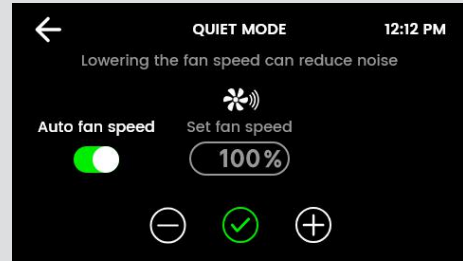 QUIET MODE
12:12 PM
Lowering the fan speed can reduce noise
Auto fan speed
Set fan speed
100%